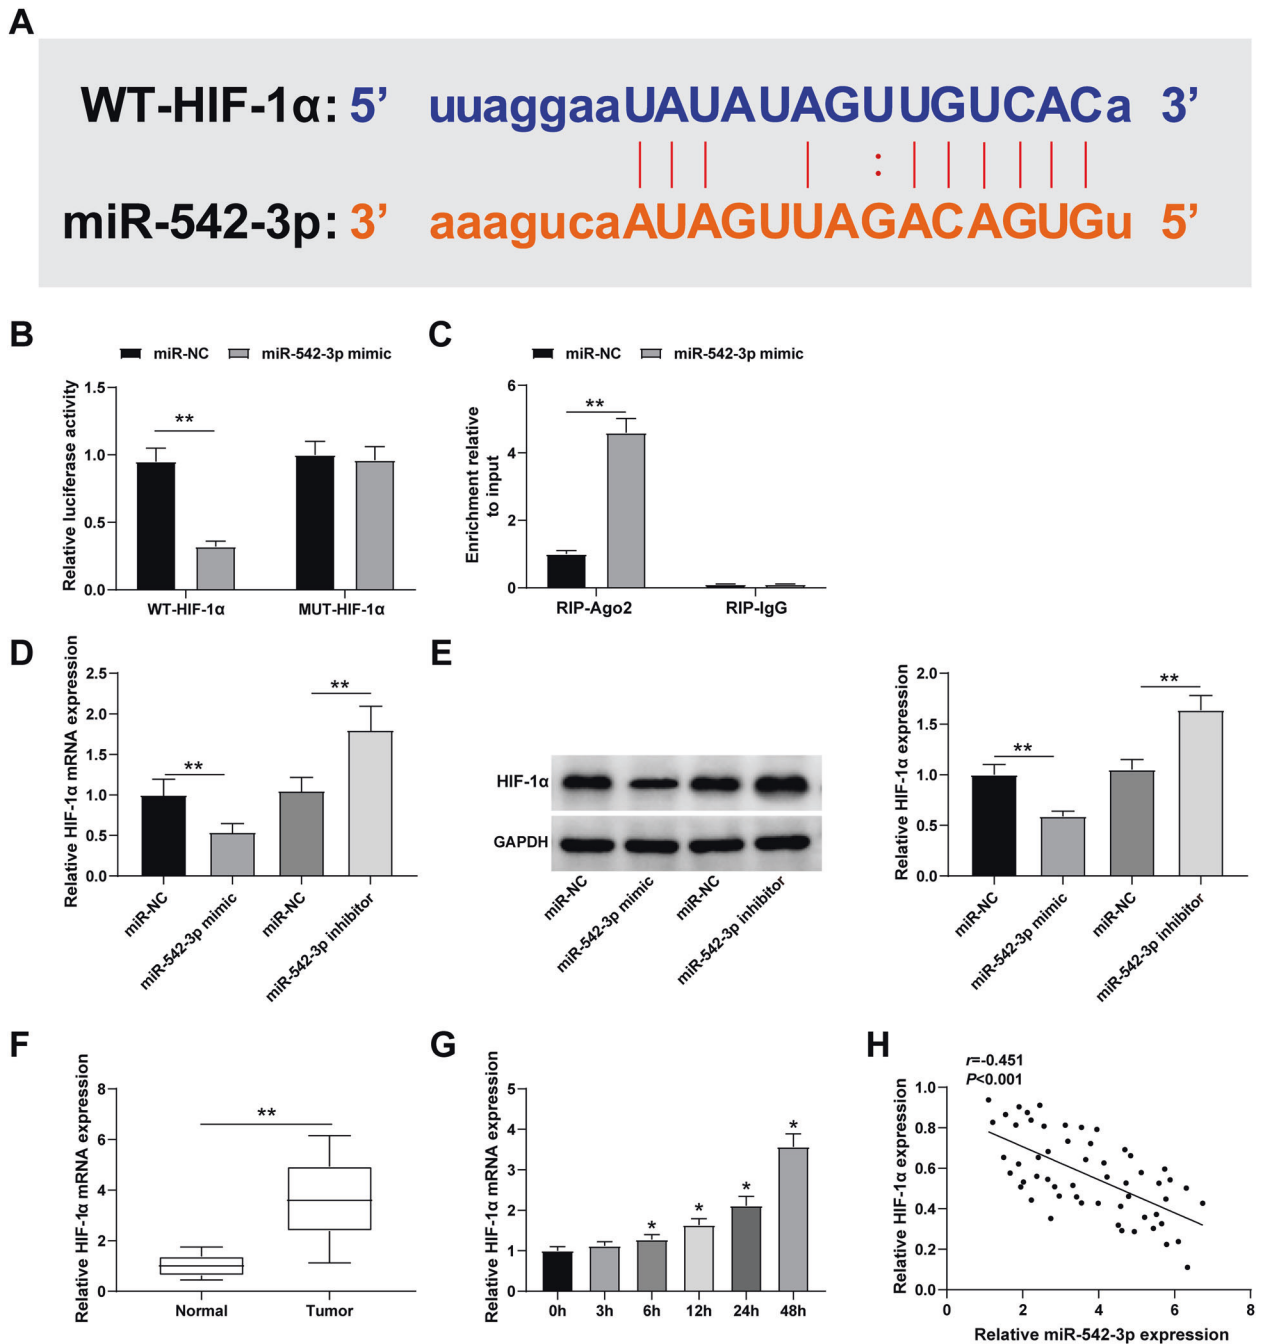 A
WT-HIF-1α: 5’ uuaggaaUAUAUAGUUGUCACa 3’
miR-542-3p: 3’ aaagucaAUAGUUAGACAGUGu 5’
B
miR-NC miR-542-3p mimic
Relative luciferase activity
1.5
1.0
0.5
0.0
**
WT-HIF-1α MUT-HIF-1α
C
miR-NC miR-542-3p mimic
Enrichment relative
to input
6
4
2
0
**
RIP-Ago2 RIP-IgG
D
Relative HIF-1α mRNA expression
2.5
2.0
1.5
1.0
0.5
0.0
**
**
miR-NC
miR-542-3p mimic
miR-NC
miR-542-3p inhibitor
E
HIF-1α
GAPDH
miR-NC
miR-542-3p mimic
miR-NC
miR-542-3p inhibitor
Relative HIF-1α expression
2.0
1.5
1.0
0.5
0.0
**
**
miR-NC
miR-542-3p mimic
miR-NC
miR-542-3p inhibitor
F
Relative HIF-1α mRNA expression
8
6
4
2
0
**
Normal Tumor
G
Relative HIF-1α mRNA expression
5
4
3
2
1
0
*
*
*
*
0h 3h 6h 12h 24h 48h
H
r=-0.451
P<0.001
Relative HIF-1α expression
1.0
0.8
0.6
0.4
0.2
0.0
0 2 4 6 8
Relative miR-542-3p expression